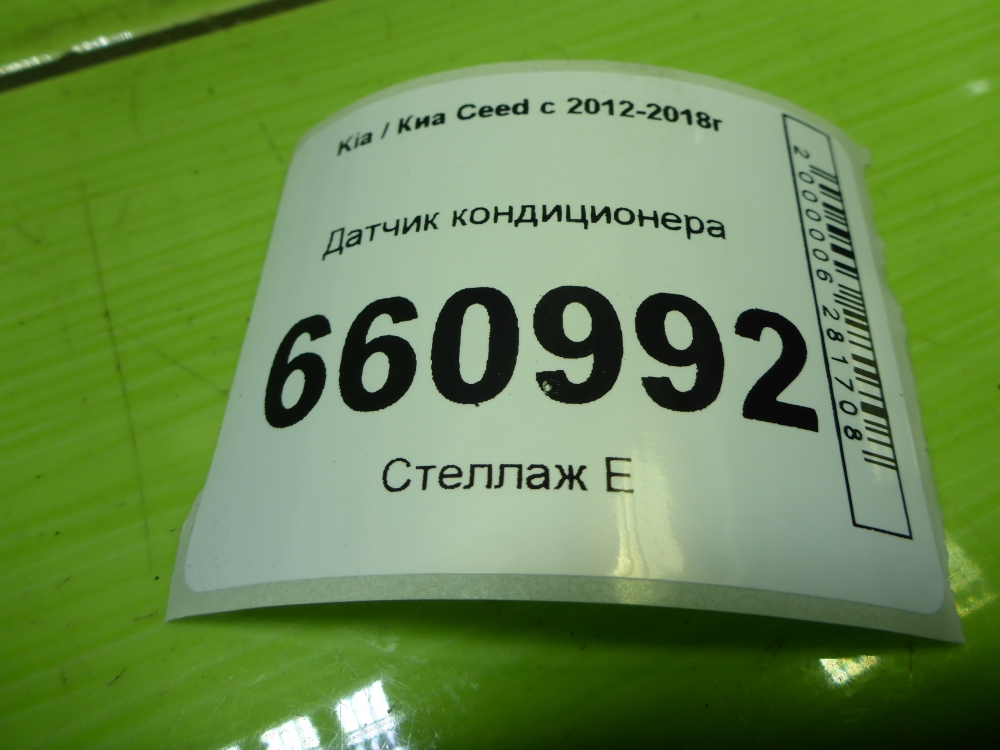 Kia / Киа Ceed с 2012-2018г
Датчик кондиционера
660992
Стеллаж Е
2000006281708